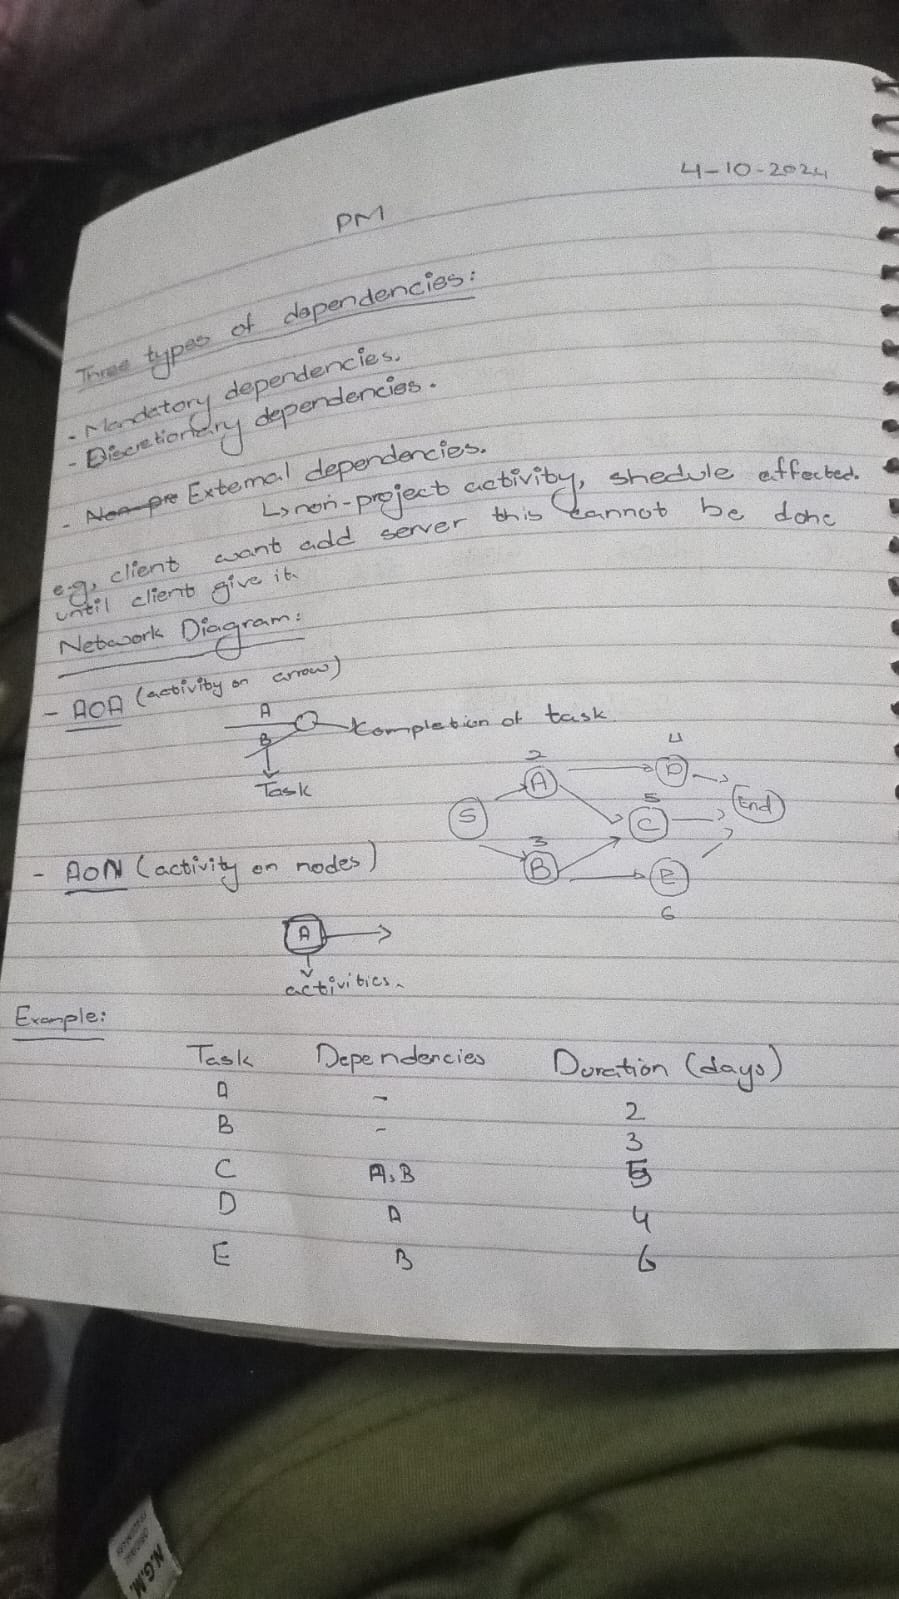 4-10-2024
PM
Three types of dependencies:
- Mandatory dependencies.
- Discretionary dependencies.
- Non-pre External dependencies.
↳ non-project activity, shedule affected.
e.g, client want add server this cannot be done
until client give it.
Network Diagram:
- AOA (activity on arrow)
A
B
Completion of task
Task
S
2
A
3
B
4
D
5
C
E
6
End
- AON (activity on nodes)
A
activities.
Example:
Task Dependencies Duration (days)
A - 2
B - 3
C A,B 5
D A 4
E B 6
N.G.M.